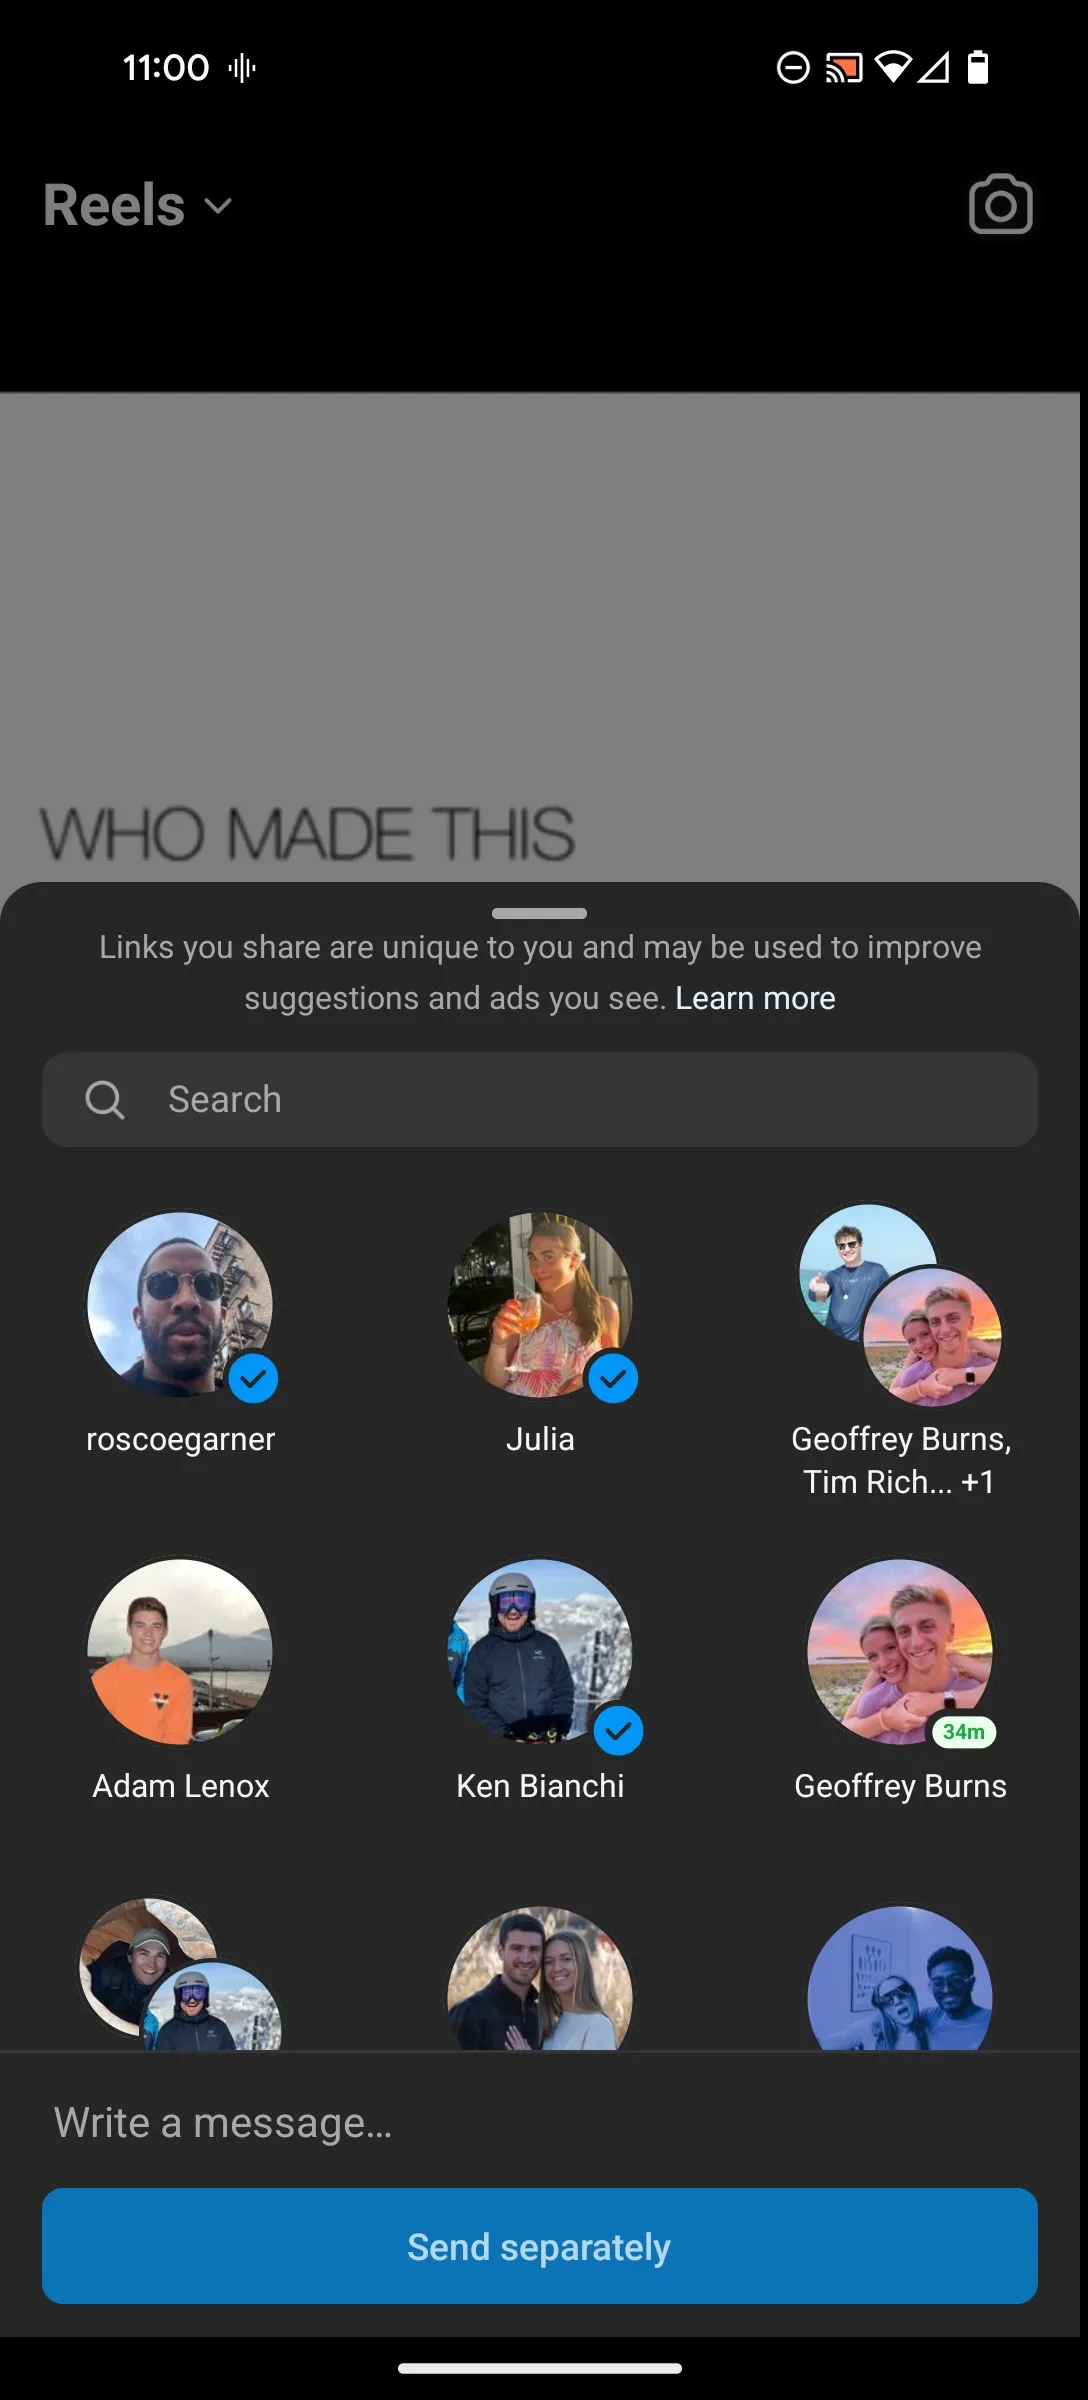 11:00
Reels
WHO MADE THIS
Links you share are unique to you and may be used to improve
suggestions and ads you see. Learn more
Search
roscoegarner
Julia
Geoffrey Burns,
Tim Rich... +1
Adam Lenox
Ken Bianchi
34m
Geoffrey Burns
Write a message...
Send separately